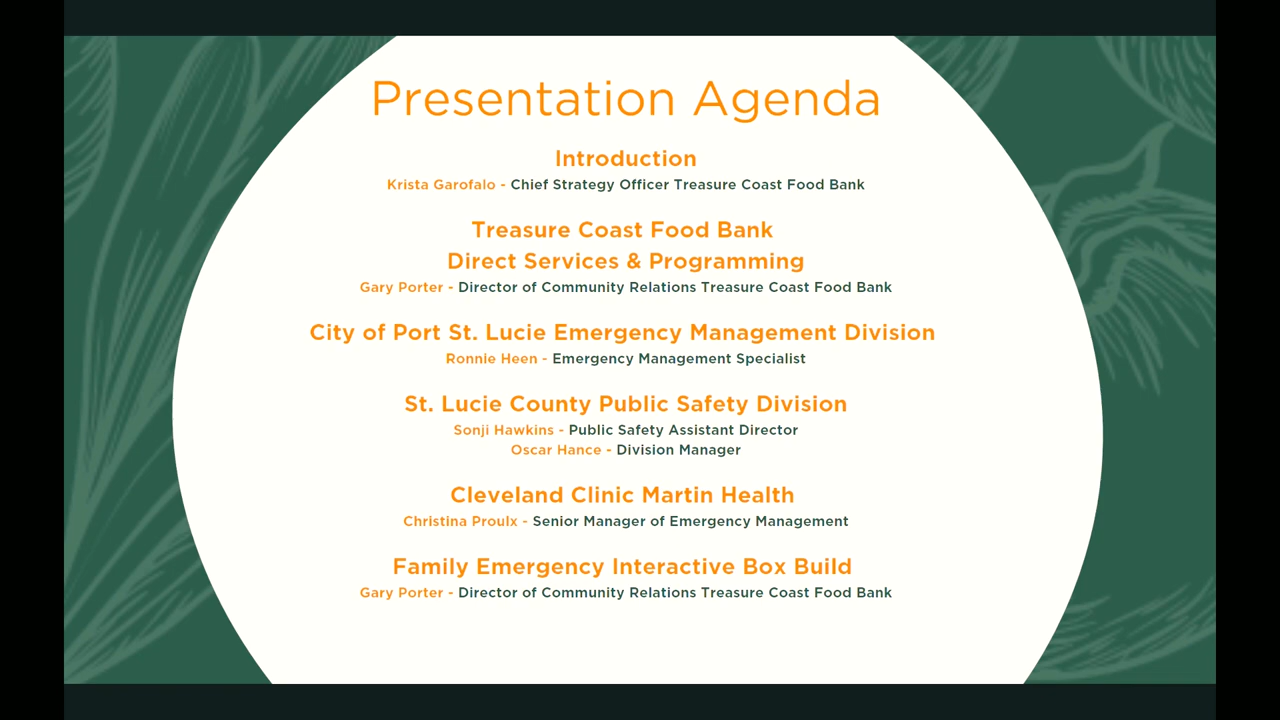 Presentation Agenda
Introduction
Krista Garofalo - Chief Strategy Officer Treasure Coast Food Bank
Treasure Coast Food Bank
Direct Services & Programming
Gary Porter - Director of Community Relations Treasure Coast Food Bank
City of Port St. Lucie Emergency Management Division
Ronnie Heen - Emergency Management Specialist
St. Lucie County Public Safety Division
Sonji Hawkins - Public Safety Assistant Director
Oscar Hance - Division Manager
Cleveland Clinic Martin Health
Christina Proulx - Senior Manager of Emergency Management
Family Emergency Interactive Box Build
Gary Porter - Director of Community Relations Treasure Coast Food Bank